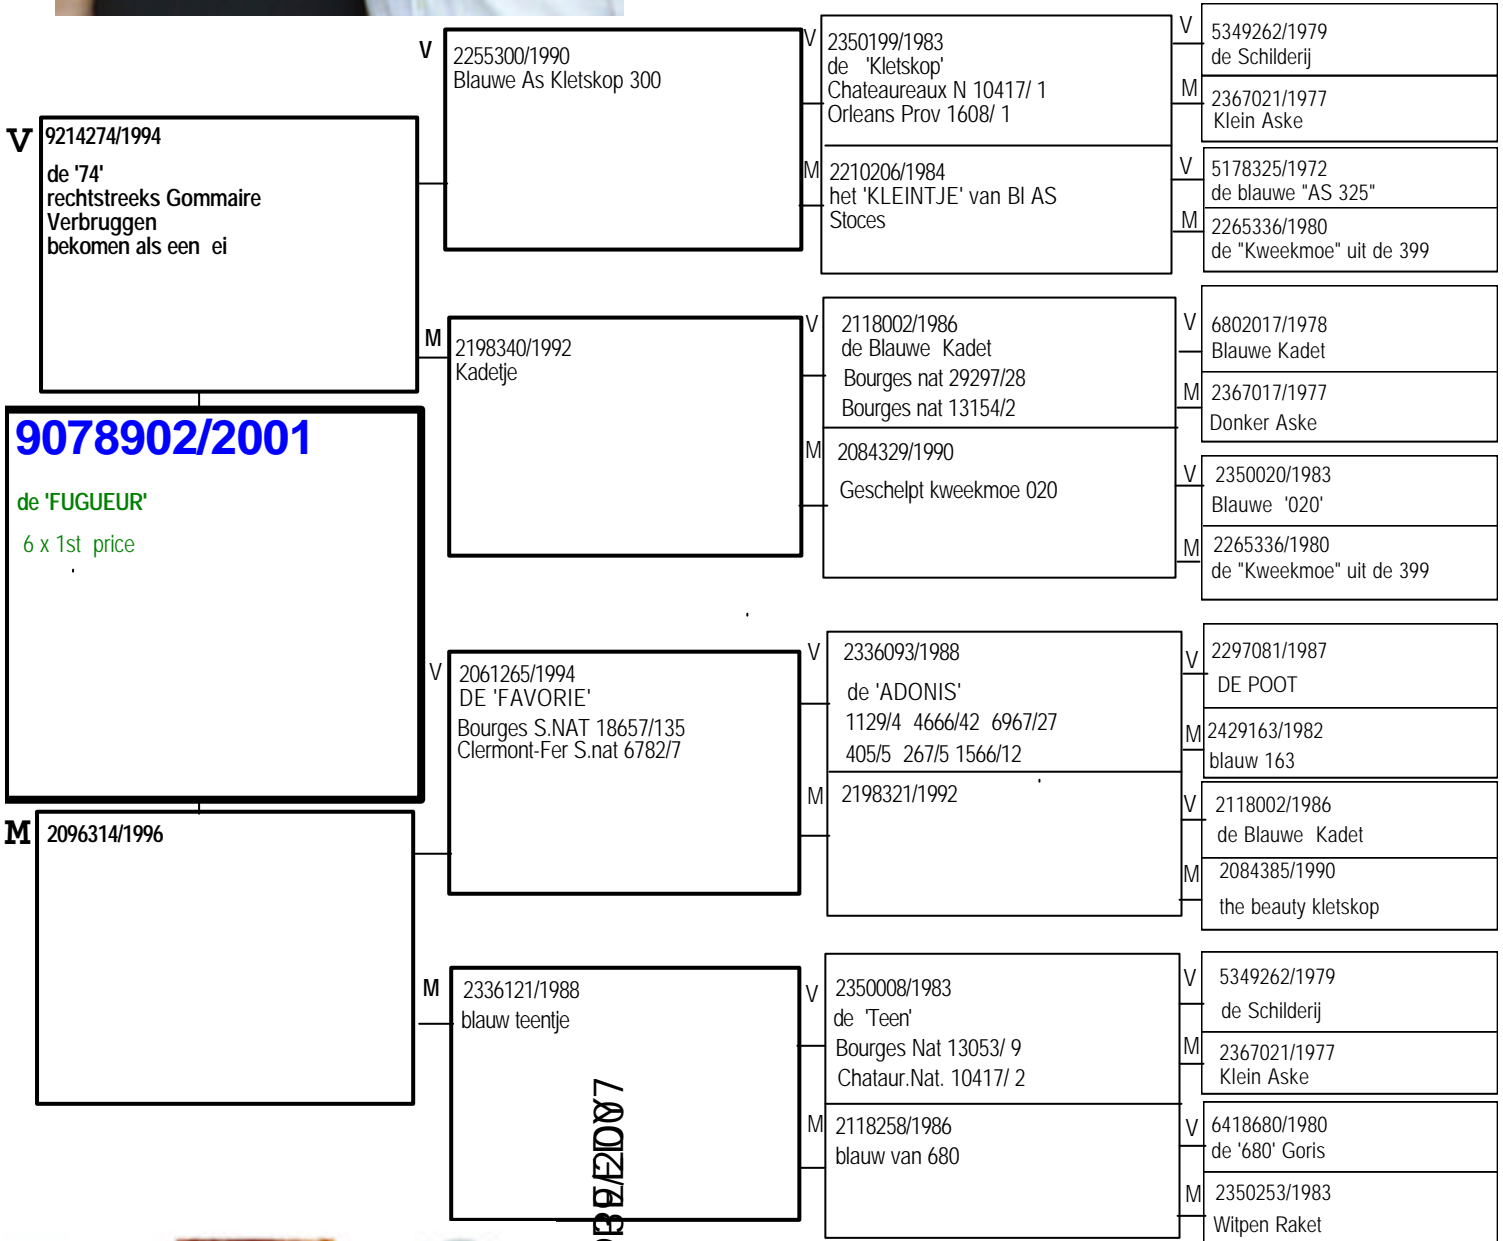 V
9214274/1994
de '74'
rechtstreeks Gommaire
Verbruggen
bekomen als een ei
9078902/2001
de 'FUGUEUR'
6 x 1st price
M
2096314/1996
V
2255300/1990
Blauwe As Kletskop 300
M
2198340/1992
Kadetje
V
2061265/1994
DE 'FAVORIE'
Bourges S.NAT 18657/135
Clermont-Fer S.nat 6782/7
M
2336121/1988
blauw teentje
V
2350199/1983
de 'Kletskop'
Chateaureaux N 10417/ 1
Orleans Prov 1608/ 1
M
2210206/1984
het 'KLEINTJE' van Bl AS
Stoces
V
2118002/1986
de Blauwe Kadet
Bourges nat 29297/28
Bourges nat 13154/2
M
2084329/1990
Geschelpt kweekmoe 020
V
2336093/1988
de 'ADONIS'
1129/4 4666/42 6967/27
405/5 267/5 1566/12
M
2198321/1992
V
2350008/1983
de 'Teen'
Bourges Nat 13053/ 9
Chataur.Nat. 10417/ 2
M
2118258/1986
blauw van 680
V
5349262/1979
de Schilderij
M
2367021/1977
Klein Aske
V
5178325/1972
de blauwe "AS 325"
M
2265336/1980
de "Kweekmoe" uit de 399
V
6802017/1978
Blauwe Kadet
M
2367017/1977
Donker Aske
V
2350020/1983
Blauwe '020'
M
2265336/1980
de "Kweekmoe" uit de 399
V
2297081/1987
DE POOT
M
2429163/1982
blauw 163
V
2118002/1986
de Blauwe Kadet
M
2084385/1990
the beauty kletskop
V
5349262/1979
de Schilderij
M
2367021/1977
Klein Aske
V
6418680/1980
de '680' Goris
M
2350253/1983
Witpen Raket